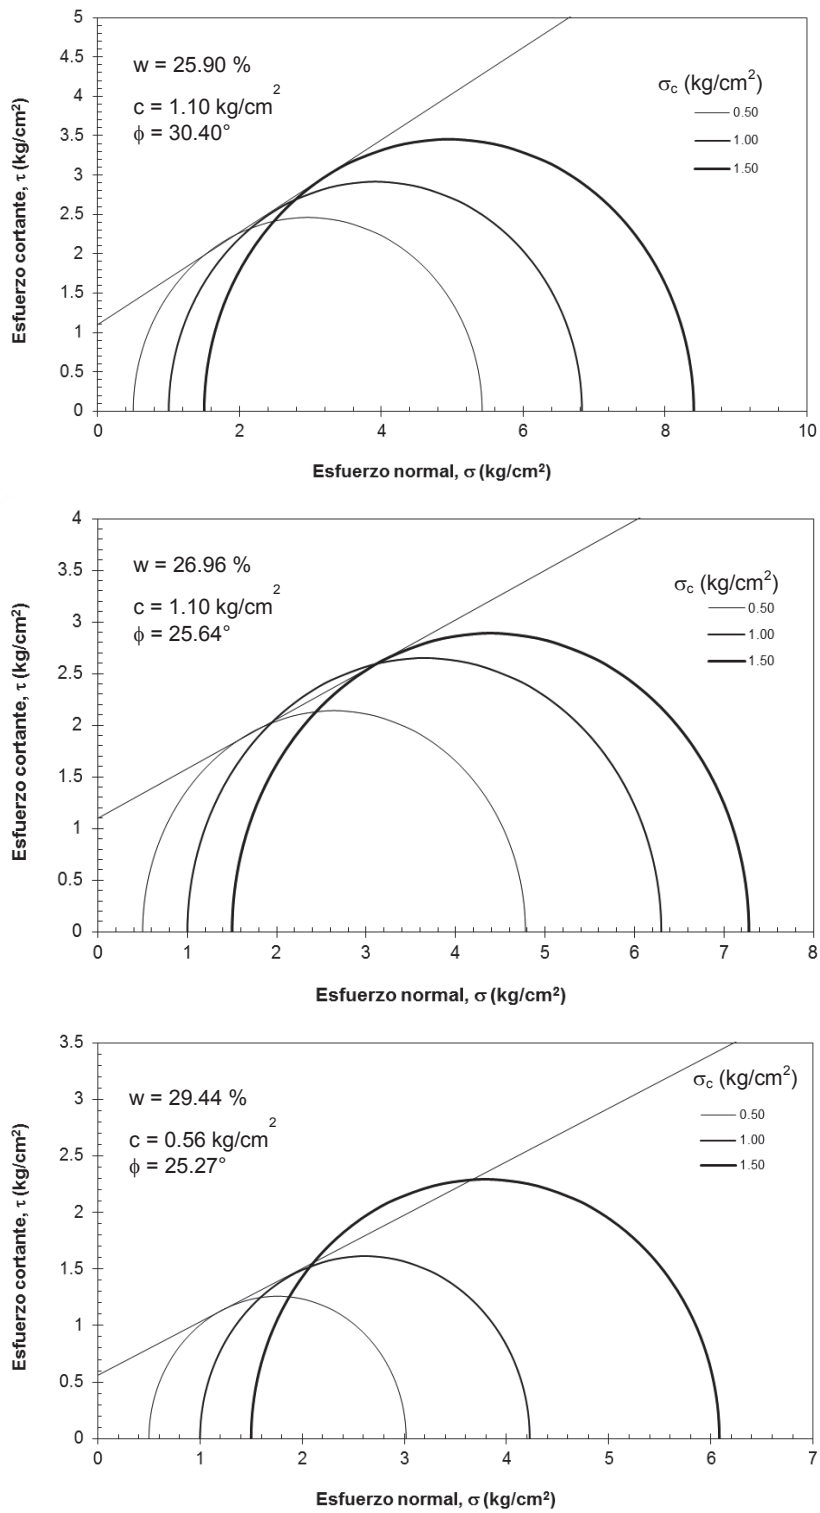 5
4.5
4
3.5
3
2.5
2
1.5
1
0.5
0
w = 25.90 %
c = 1.10 kg/cm²
ϕ = 30.40°
σc (kg/cm²)
0.50
1.00
1.50
Esfuerzo cortante, τ (kg/cm²)
0 2 4 6 8 10
Esfuerzo normal, σ (kg/cm²)
4
3.5
3
2.5
2
1.5
1
0.5
0
w = 26.96 %
c = 1.10 kg/cm²
ϕ = 25.64°
σc (kg/cm²)
0.50
1.00
1.50
Esfuerzo cortante, τ (kg/cm²)
0 1 2 3 4 5 6 7 8
Esfuerzo normal, σ (kg/cm²)
3.5
3
2.5
2
1.5
1
0.5
0
w = 29.44 %
c = 0.56 kg/cm²
ϕ = 25.27°
σc (kg/cm²)
0.50
1.00
1.50
Esfuerzo cortante, τ (kg/cm²)
0 1 2 3 4 5 6 7
Esfuerzo normal, σ (kg/cm²)